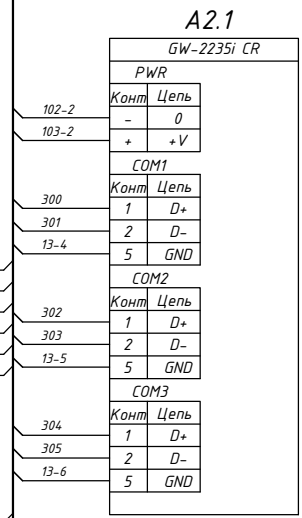 A2.1
GW-2235i CR
PWR
Конт Цепь
102-2 - 0
103-2 + +V
COM1
Конт Цепь
300 1 D+
301 2 D-
13-4 5 GND
COM2
Конт Цепь
302 1 D+
303 2 D-
13-5 5 GND
COM3
Конт Цепь
304 1 D+
305 2 D-
13-6 5 GND